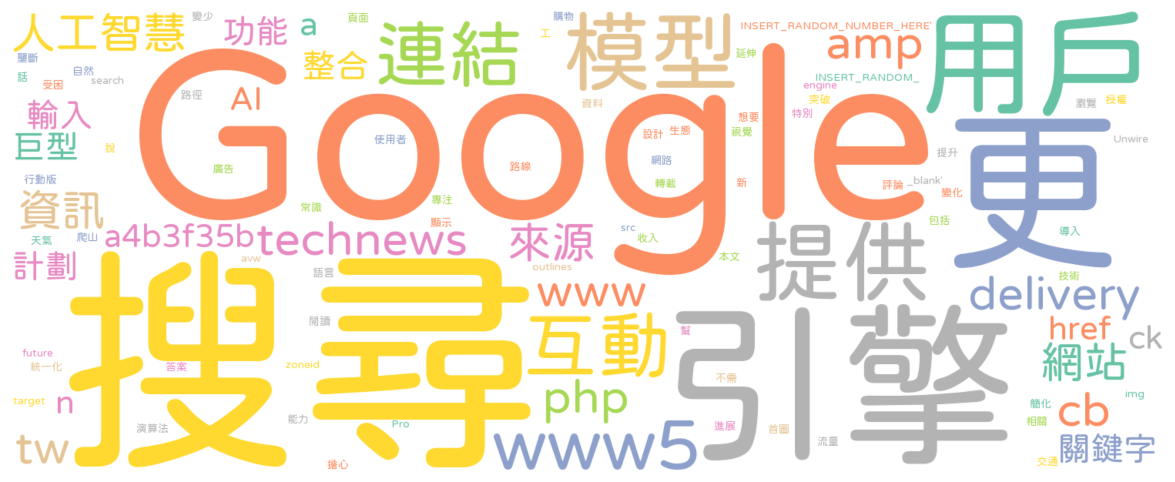 人工智慧
變少
功能
a
頁面
購物
工
INSERT_RANDOM_NUMBER_HERE'
用戶
壟斷
話
自然
受困
search
整合
連結
模型
延伸
amp
路徑
AI
資料
INSERT_RANDOM_
engine
突破
特別
瀏覽
授權
輸入
Google
想要
視覺
更
巨型
說
使用者
設計
生態
提升
Unwire
行動版
廣告
路線
網路
轉載
新
評論
_blank'
變化
資訊
常識
專注
顯示
包括
天氣
爬山
a4b3f35b
technews
來源
src
收入
提供
導入
計劃
avw
語言
outlines
本文
技術
搜尋
www
delivery
閱讀
互動
幫
引擎
href
ck
future
統一化
答案
zoneid
不需
網站
target
n
php
簡化
img
cb
相關
演算法
能力
Pro
進展
首圖
tw
www5
流量
關鍵字
擔心
交通